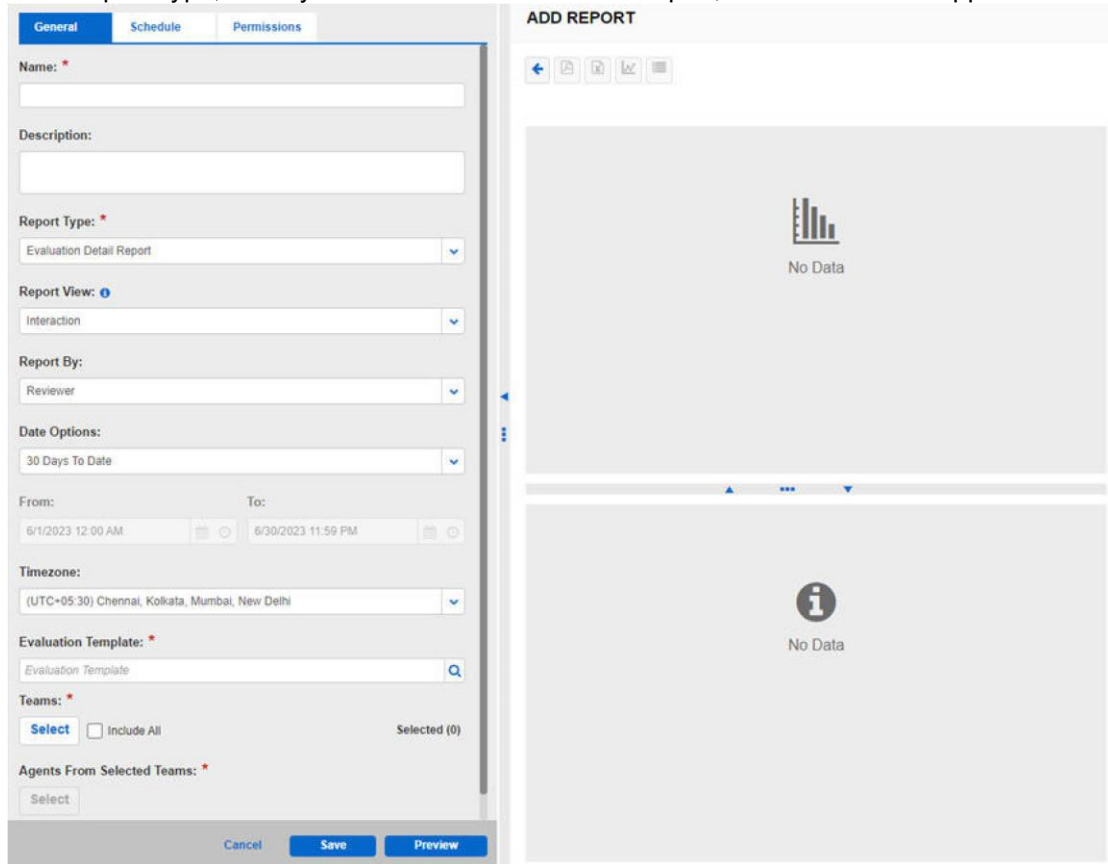 General Schedule Permissions
Name: *
Description:
Report Type: *
Evaluation Detail Report
Report View:
Interaction
Report By:
Reviewer
Date Options:
30 Days To Date
From: To:
6/1/2023 12:00 AM 6/30/2023 11:59 PM
Timezone:
(UTC+05:30) Chennai, Kolkata, Mumbai, New Delhi
Evaluation Template: *
Evaluation Template
Teams: *
Select Include All Selected (0)
Agents From Selected Teams: *
Select
Cancel Save Preview
ADD REPORT
No Data
No Data